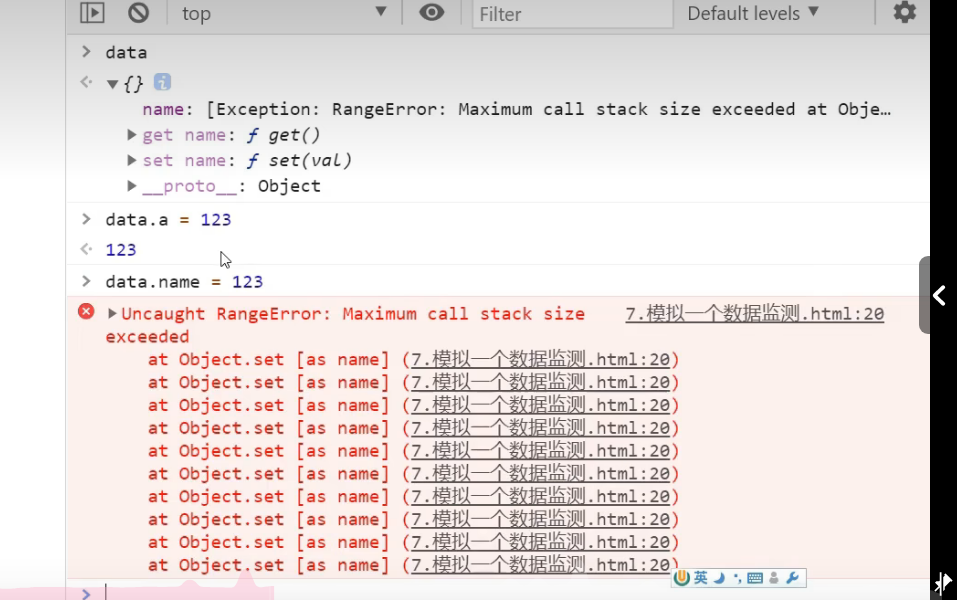 top
Filter
Default levels
data
{}
name: [Exception: RangeError: Maximum call stack size exceeded at Obje…
get name: ƒ get()
set name: ƒ set(val)
__proto__: Object
data.a = 123
123
data.name = 123
Uncaught RangeError: Maximum call stack size 7.模拟一个数据监测.html:20
exceeded
at Object.set [as name] (7.模拟一个数据监测.html:20)
at Object.set [as name] (7.模拟一个数据监测.html:20)
at Object.set [as name] (7.模拟一个数据监测.html:20)
at Object.set [as name] (7.模拟一个数据监测.html:20)
at Object.set [as name] (7.模拟一个数据监测.html:20)
at Object.set [as name] (7.模拟一个数据监测.html:20)
at Object.set [as name] (7.模拟一个数据监测.html:20)
at Object.set [as name] (7.模拟一个数据监测.html:20)
at Object.set [as name] (7.模拟一个数据监测.html:20)
at Object.set [as name] (7.模拟一个数据监测.html:20)
英